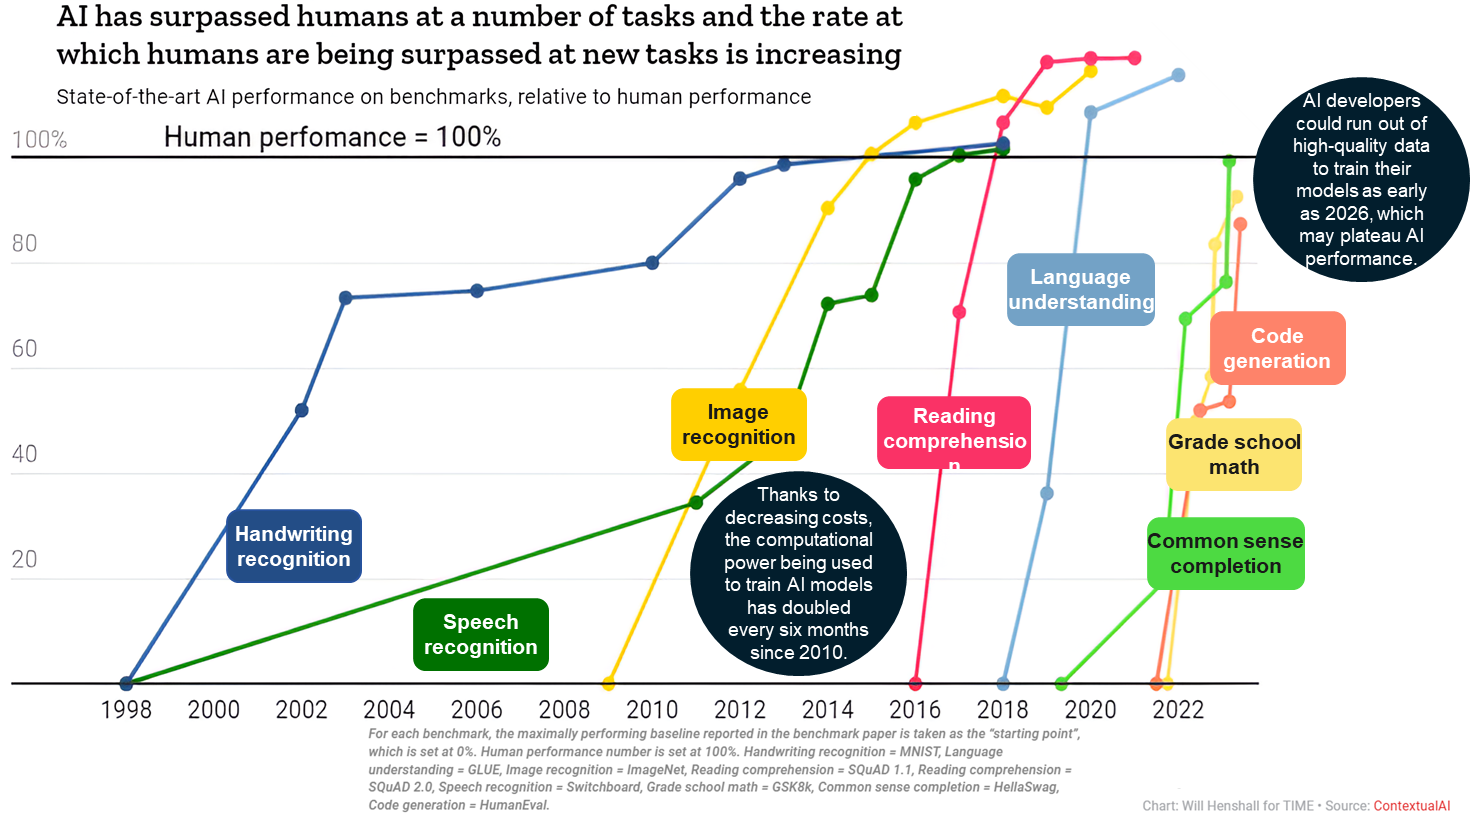 AI has surpassed humans at a number of tasks and the rate at
which humans are being surpassed at new tasks is increasing
State-of-the-art AI performance on benchmarks, relative to human performance
100%
Human perfomance = 100%
80
60
40
20
AI developers
could run out of
high-quality data
to train their
models as early
as 2026, which
may plateau AI
performance.
Language
understanding
Code
generation
Image
recognition
Reading
comprehensio
n
Grade school
math
Thanks to
decreasing costs,
the computational
power being used
to train AI models
has doubled
every six months
since 2010.
Handwriting
recognition
Common sense
completion
Speech
recognition
1998 2000 2002 2004 2006 2008 2010 2012 2014 2016 2018 2020 2022
For each benchmark, the maximally performing baseline reported in the benchmark paper is taken as the “starting point”,
which is set at 0%. Human performance number is set at 100%. Handwriting recognition = MNIST, Language
understanding = GLUE, Image recognition = ImageNet, Reading comprehension = SQuAD 1.1, Reading comprehension =
SQuAD 2.0, Speech recognition = Switchboard, Grade school math = GSK8k, Common sense completion = HellaSwag,
Code generation = HumanEval.
Chart: Will Henshall for TIME • Source: ContextualAI